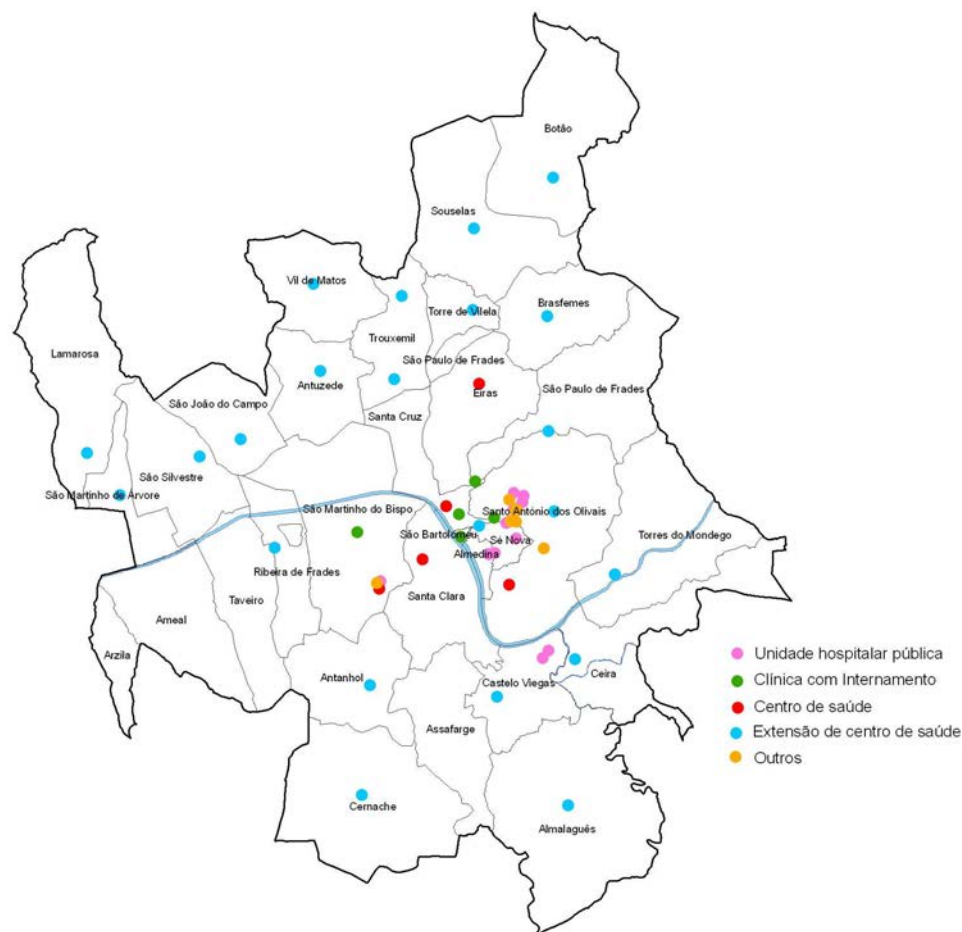 Botão
Souselas
Vil de Matos
Brasfemes
Torre de Vilela
Trouxemil
Lamarosa
São Paulo de Frades
Antuzede
Eiras
São Paulo de Frades
São João do Campo
Santa Cruz
São Silvestre
São Martinho de Árvore
São Martinho do Bispo
Santo António dos Olivais
São Bartolomeu
Sé Nova
Torres do Mondego
Almedina
Ribeira de Frades
Santa Clara
Taveiro
Ameal
Arzila
Antanhol
Castelo Viegas
Ceira
Assafarge
Cernache
Almalaguês
Unidade hospitalar pública
Clínica com Internamento
Centro de saúde
Extensão de centro de saúde
Outros